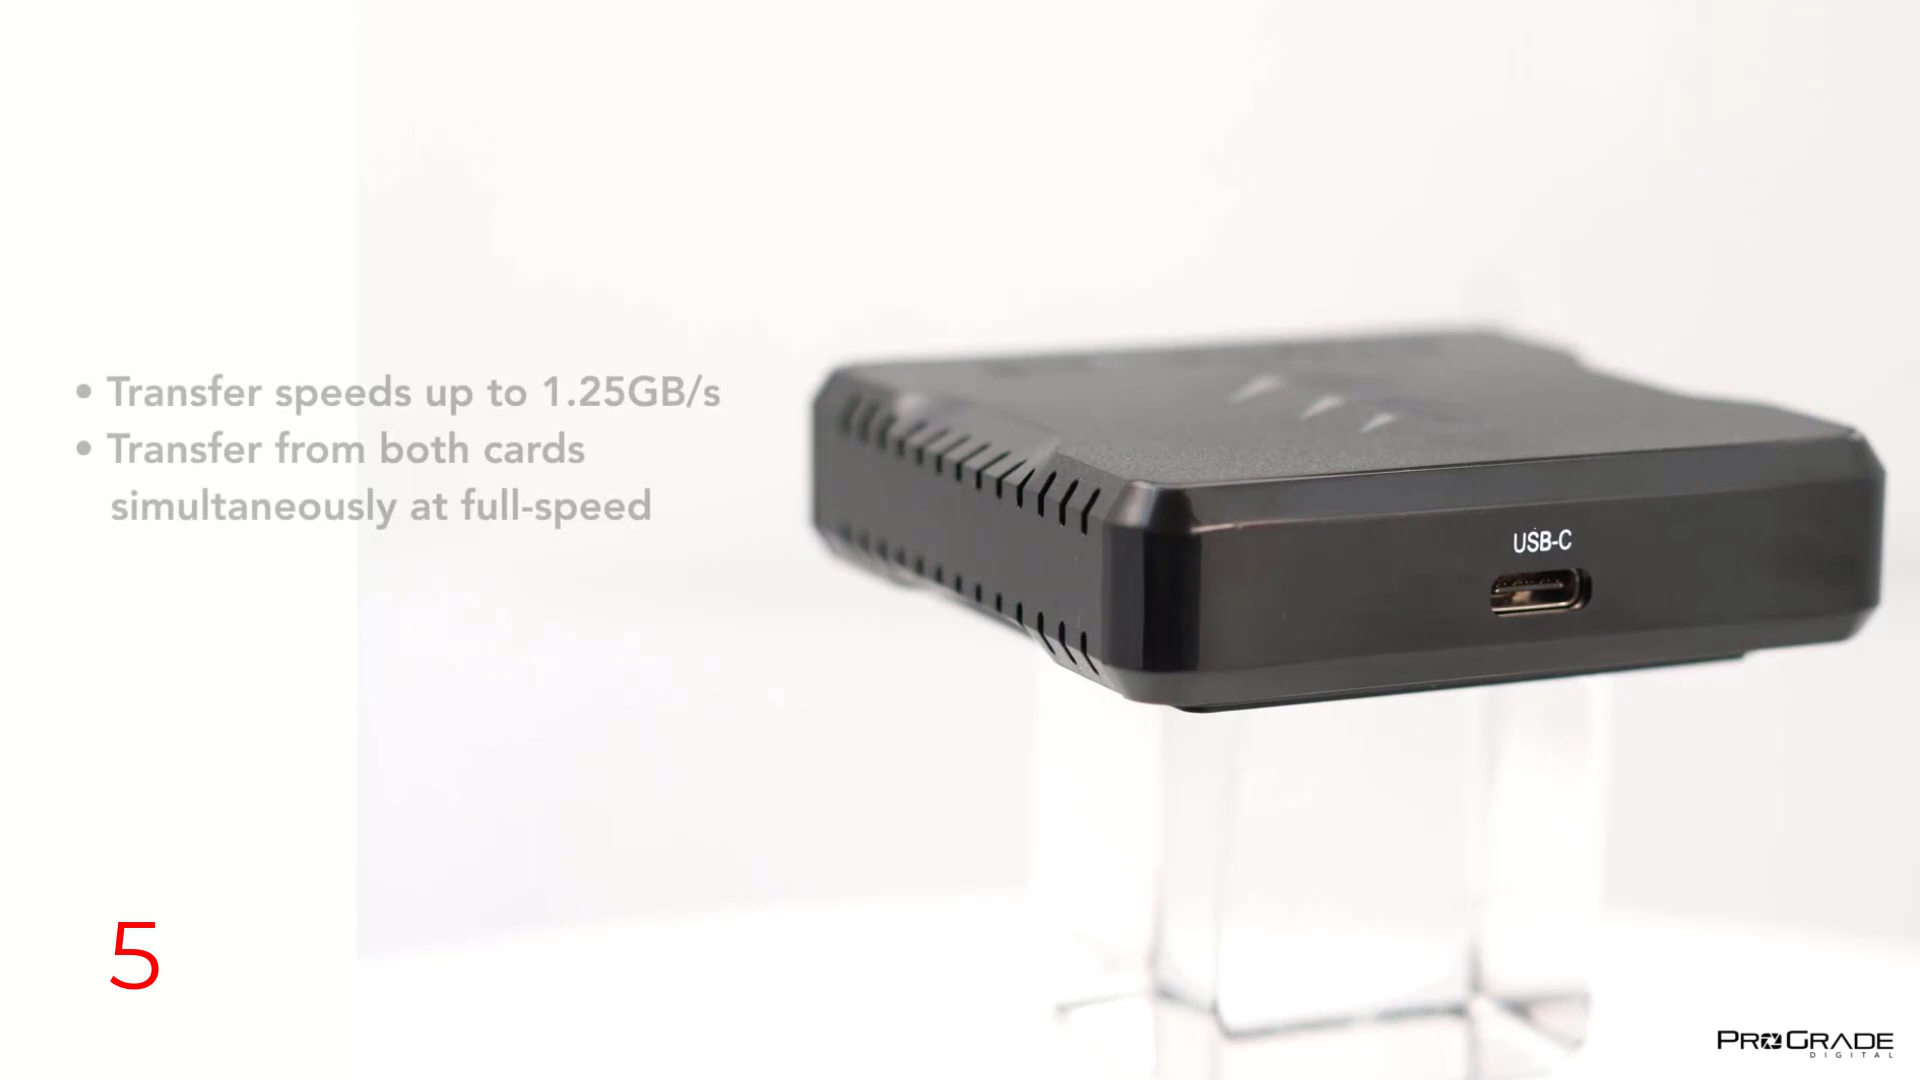 • Transfer speeds up to 1.25GB/s
• Transfer from both cards
simultaneously at full-speed
USB-C
5
PROGRADE
DIGITAL